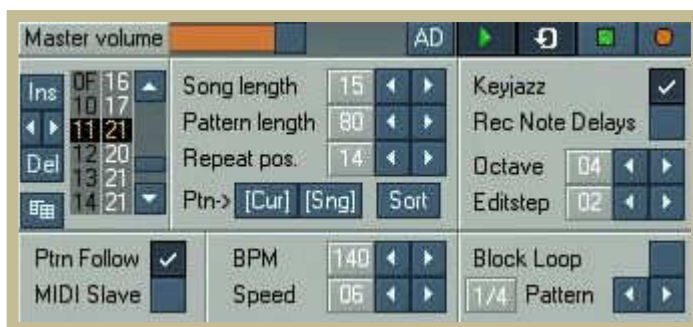 Master volume AD
Ins 0F 16
10 17
11 21
Del 12 20
13 21
14 21
Song length 15
Pattern length 80
Repeat pos. 14
Ptn-> [Cur] [Sng] Sort
Keyjazz
Rec Note Delays
Octave 04
Editstep 02
Ptrn Follow
MIDI Slave
BPM 140
Speed 06
Block Loop
1/4 Pattern